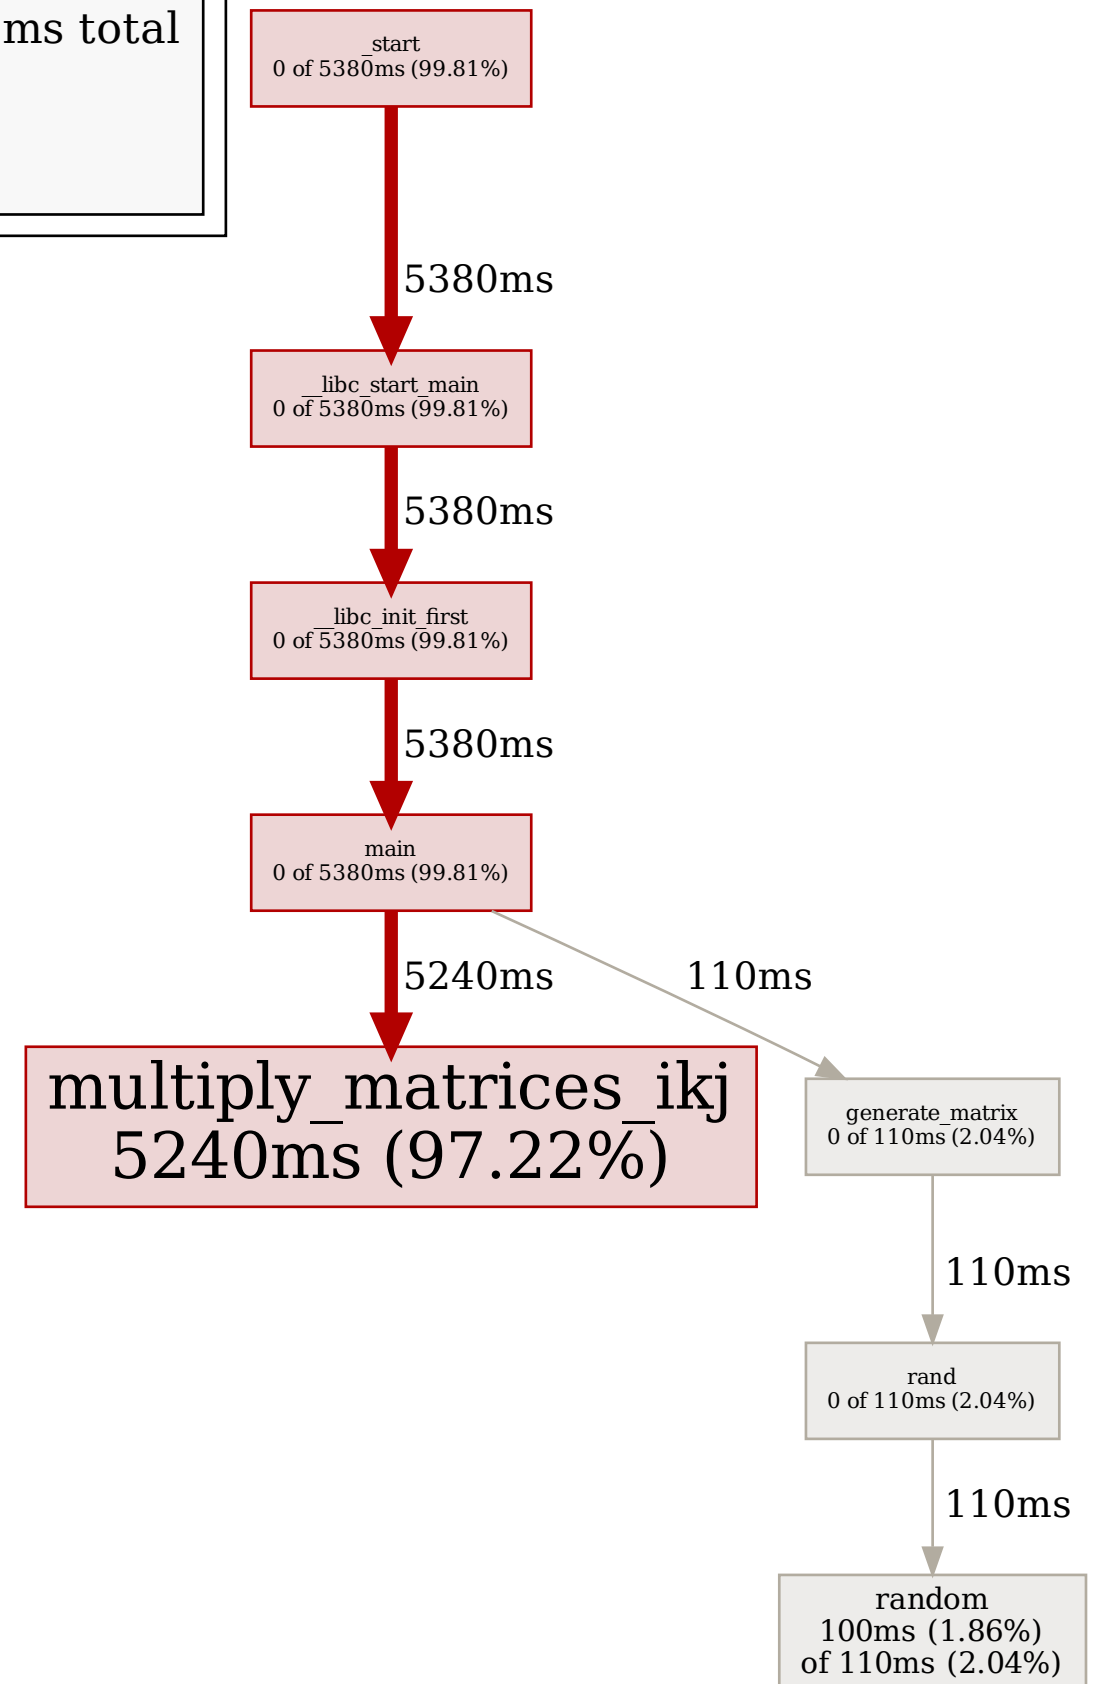 ms total
_start
0 of 5380ms (99.81%)
5380ms
__libc_start_main
0 of 5380ms (99.81%)
5380ms
__libc_init_first
0 of 5380ms (99.81%)
5380ms
main
0 of 5380ms (99.81%)
5240ms
110ms
multiply_matrices_ikj
5240ms (97.22%)
generate_matrix
0 of 110ms (2.04%)
110ms
rand
0 of 110ms (2.04%)
110ms
random
100ms (1.86%)
of 110ms (2.04%)